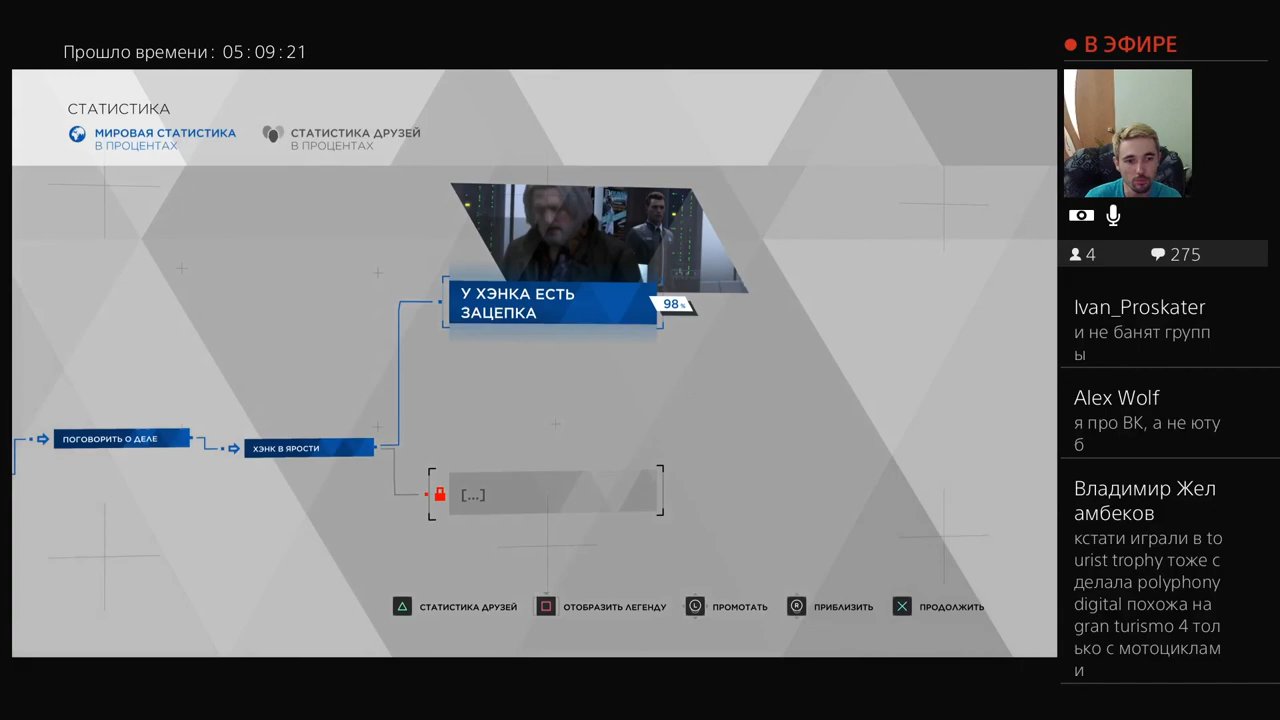 Прошло времени: 05:09:21
В ЭФИРЕ
СТАТИСТИКА
МИРОВАЯ СТАТИСТИКА
В ПРОЦЕНТАХ
СТАТИСТИКА ДРУЗЕЙ
В ПРОЦЕНТАХ
У ХЭНКА ЕСТЬ
ЗАЦЕПКА
98%
ПОГОВОРИТЬ О ДЕЛЕ
ХЭНК В ЯРОСТИ
[...]
СТАТИСТИКА ДРУЗЕЙ
ОТОБРАЗИТЬ ЛЕГЕНДУ
L
ПРОМОТАТЬ
R
ПРИБЛИЗИТЬ
ПРОДОЛЖИТЬ
4
275
Ivan_Proskater
и не банят групп
ы
Alex Wolf
я про ВК, а не юту
б
Владимир Жел
амбеков
кстати играли в to
urist trophy тоже с
делала polyphony
digital похожа на
gran turismo 4 тол
ько с мотоциклам
и